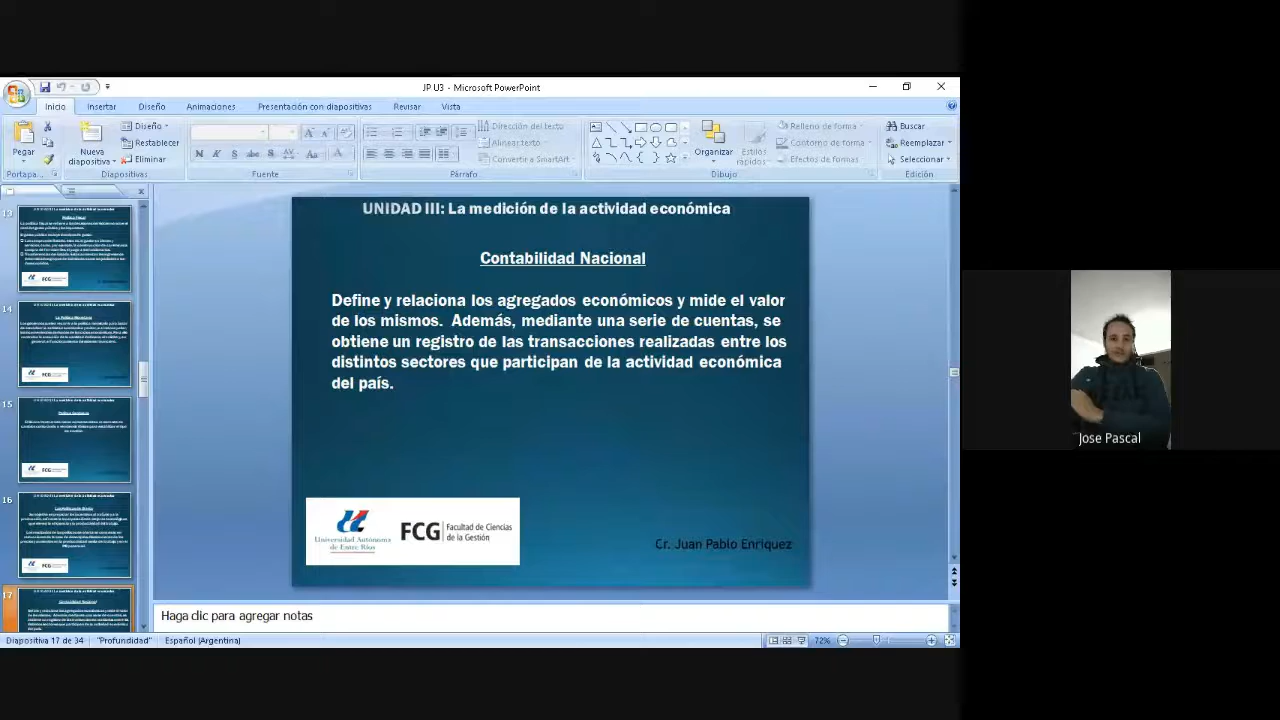 JP U3 - Microsoft PowerPoint
Inicio Insertar Diseño Animaciones Presentación con diapositivas Revisar Vista
Pegar
Nueva
diapositiva
Diseño
Restablecer
Eliminar
Dirección del texto
Alinear texto
Convertir a SmartArt
Organizar
Estilos
rápidos
Relleno de forma
Contorno de forma
Efectos de formas
Buscar
Reemplazar
Seleccionar
Portapa... Diapositivas Fuente Párrafo Dibujo Edición
13
14
15
16
17
UNIDAD III: La medición de la actividad económica
Contabilidad Nacional
Define y relaciona los agregados económicos y mide el valor
de los mismos. Además, mediante una serie de cuentas, se
obtiene un registro de las transacciones realizadas entre los
distintos sectores que participan de la actividad económica
del país.
Universidad Autónoma
de Entre Ríos
FCG
Facultad de Ciencias
de la Gestión
Cr. Juan Pablo Enriquez
Haga clic para agregar notas
Diapositiva 17 de 34 "Profundidad" Español (Argentina) 72%
Jose Pascal